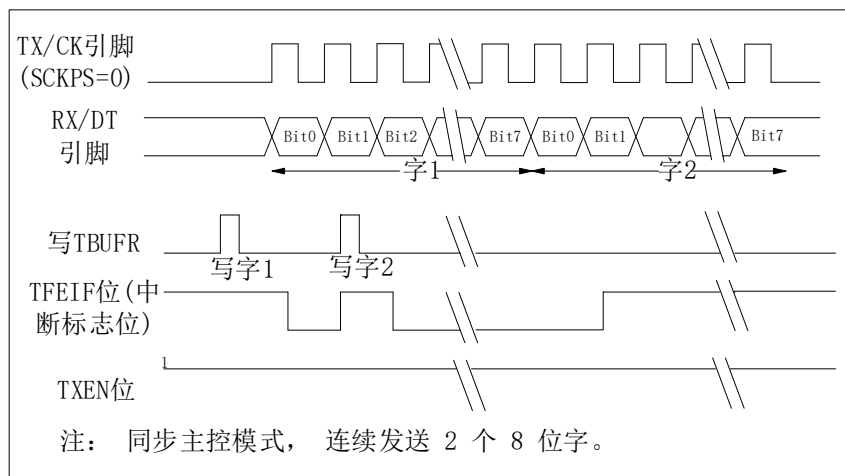 TX/CK引脚
(SCKPS=0)
RX/DT
引脚
Bit0 Bit1 Bit2 Bit7 Bit0 Bit1 Bit7
字1 字2
写TBUFR
写字1 写字2
TFEIF位(中
断标志位)
1
TXEN位
注： 同步主控模式， 连续发送 2 个 8 位字。